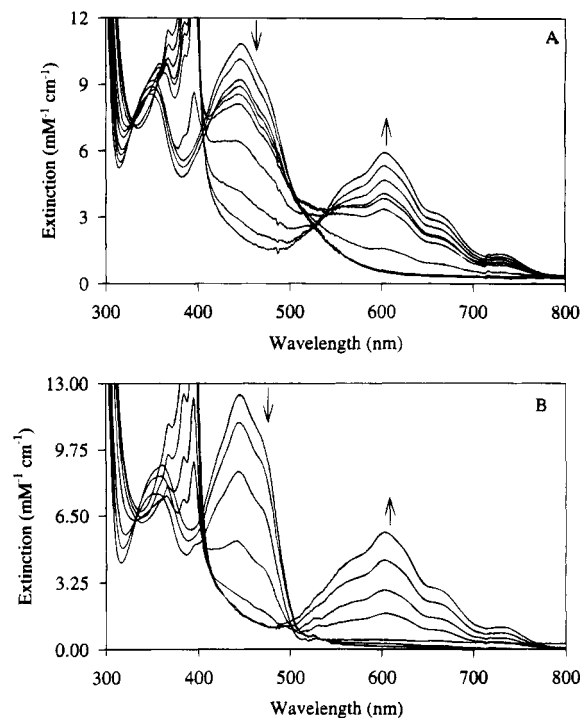 12
A
9
6
3
0
Extinction (mM⁻¹ cm⁻¹)
300 400 500 600 700 800
Wavelength (nm)
13.00
B
9.75
6.50
3.25
0.00
Extinction (mM⁻¹ cm⁻¹)
300 400 500 600 700 800
Wavelength (nm)